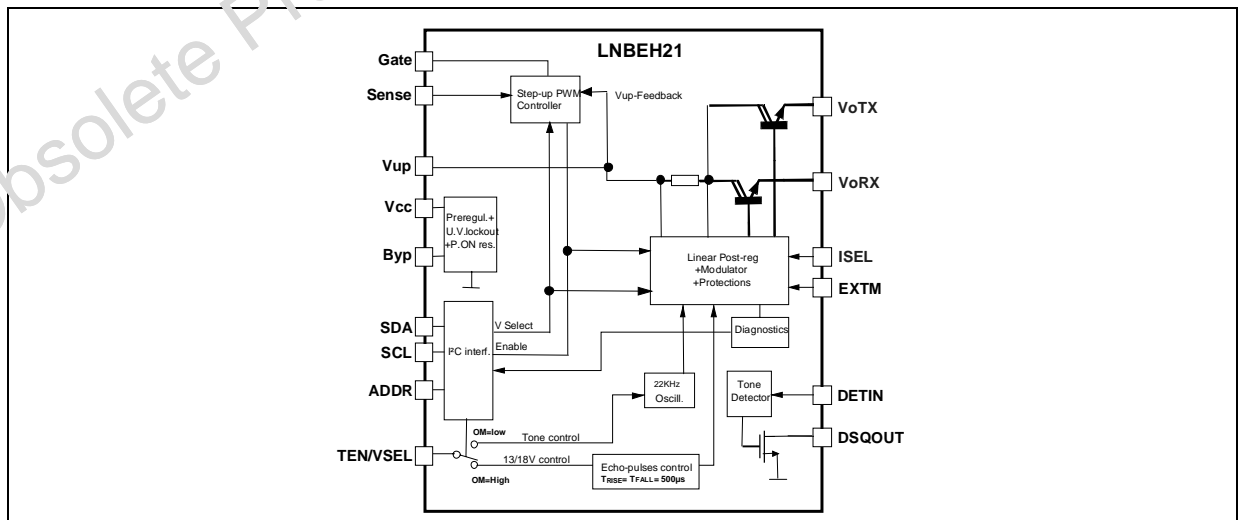 Obsolete Pr
LNBEH21
Gate
Sense
Step-up PWM
Controller
Vup-Feedback
VoTX
Vup
VoRX
Vcc
Preregul.+
U.V.lockout
+P.ON res.
Byp
Linear Post-reg
+Modulator
+Protections
ISEL
EXTM
SDA
SCL
ADDR
I²C interf.
V Select
Enable
Diagnostics
22KHz
Oscill.
Tone
Detector
DETIN
DSQOUT
TEN/VSEL
OM=low
Tone control
13/18V control
OM=High
Echo-pulses control
TRISE= TFALL= 500µs